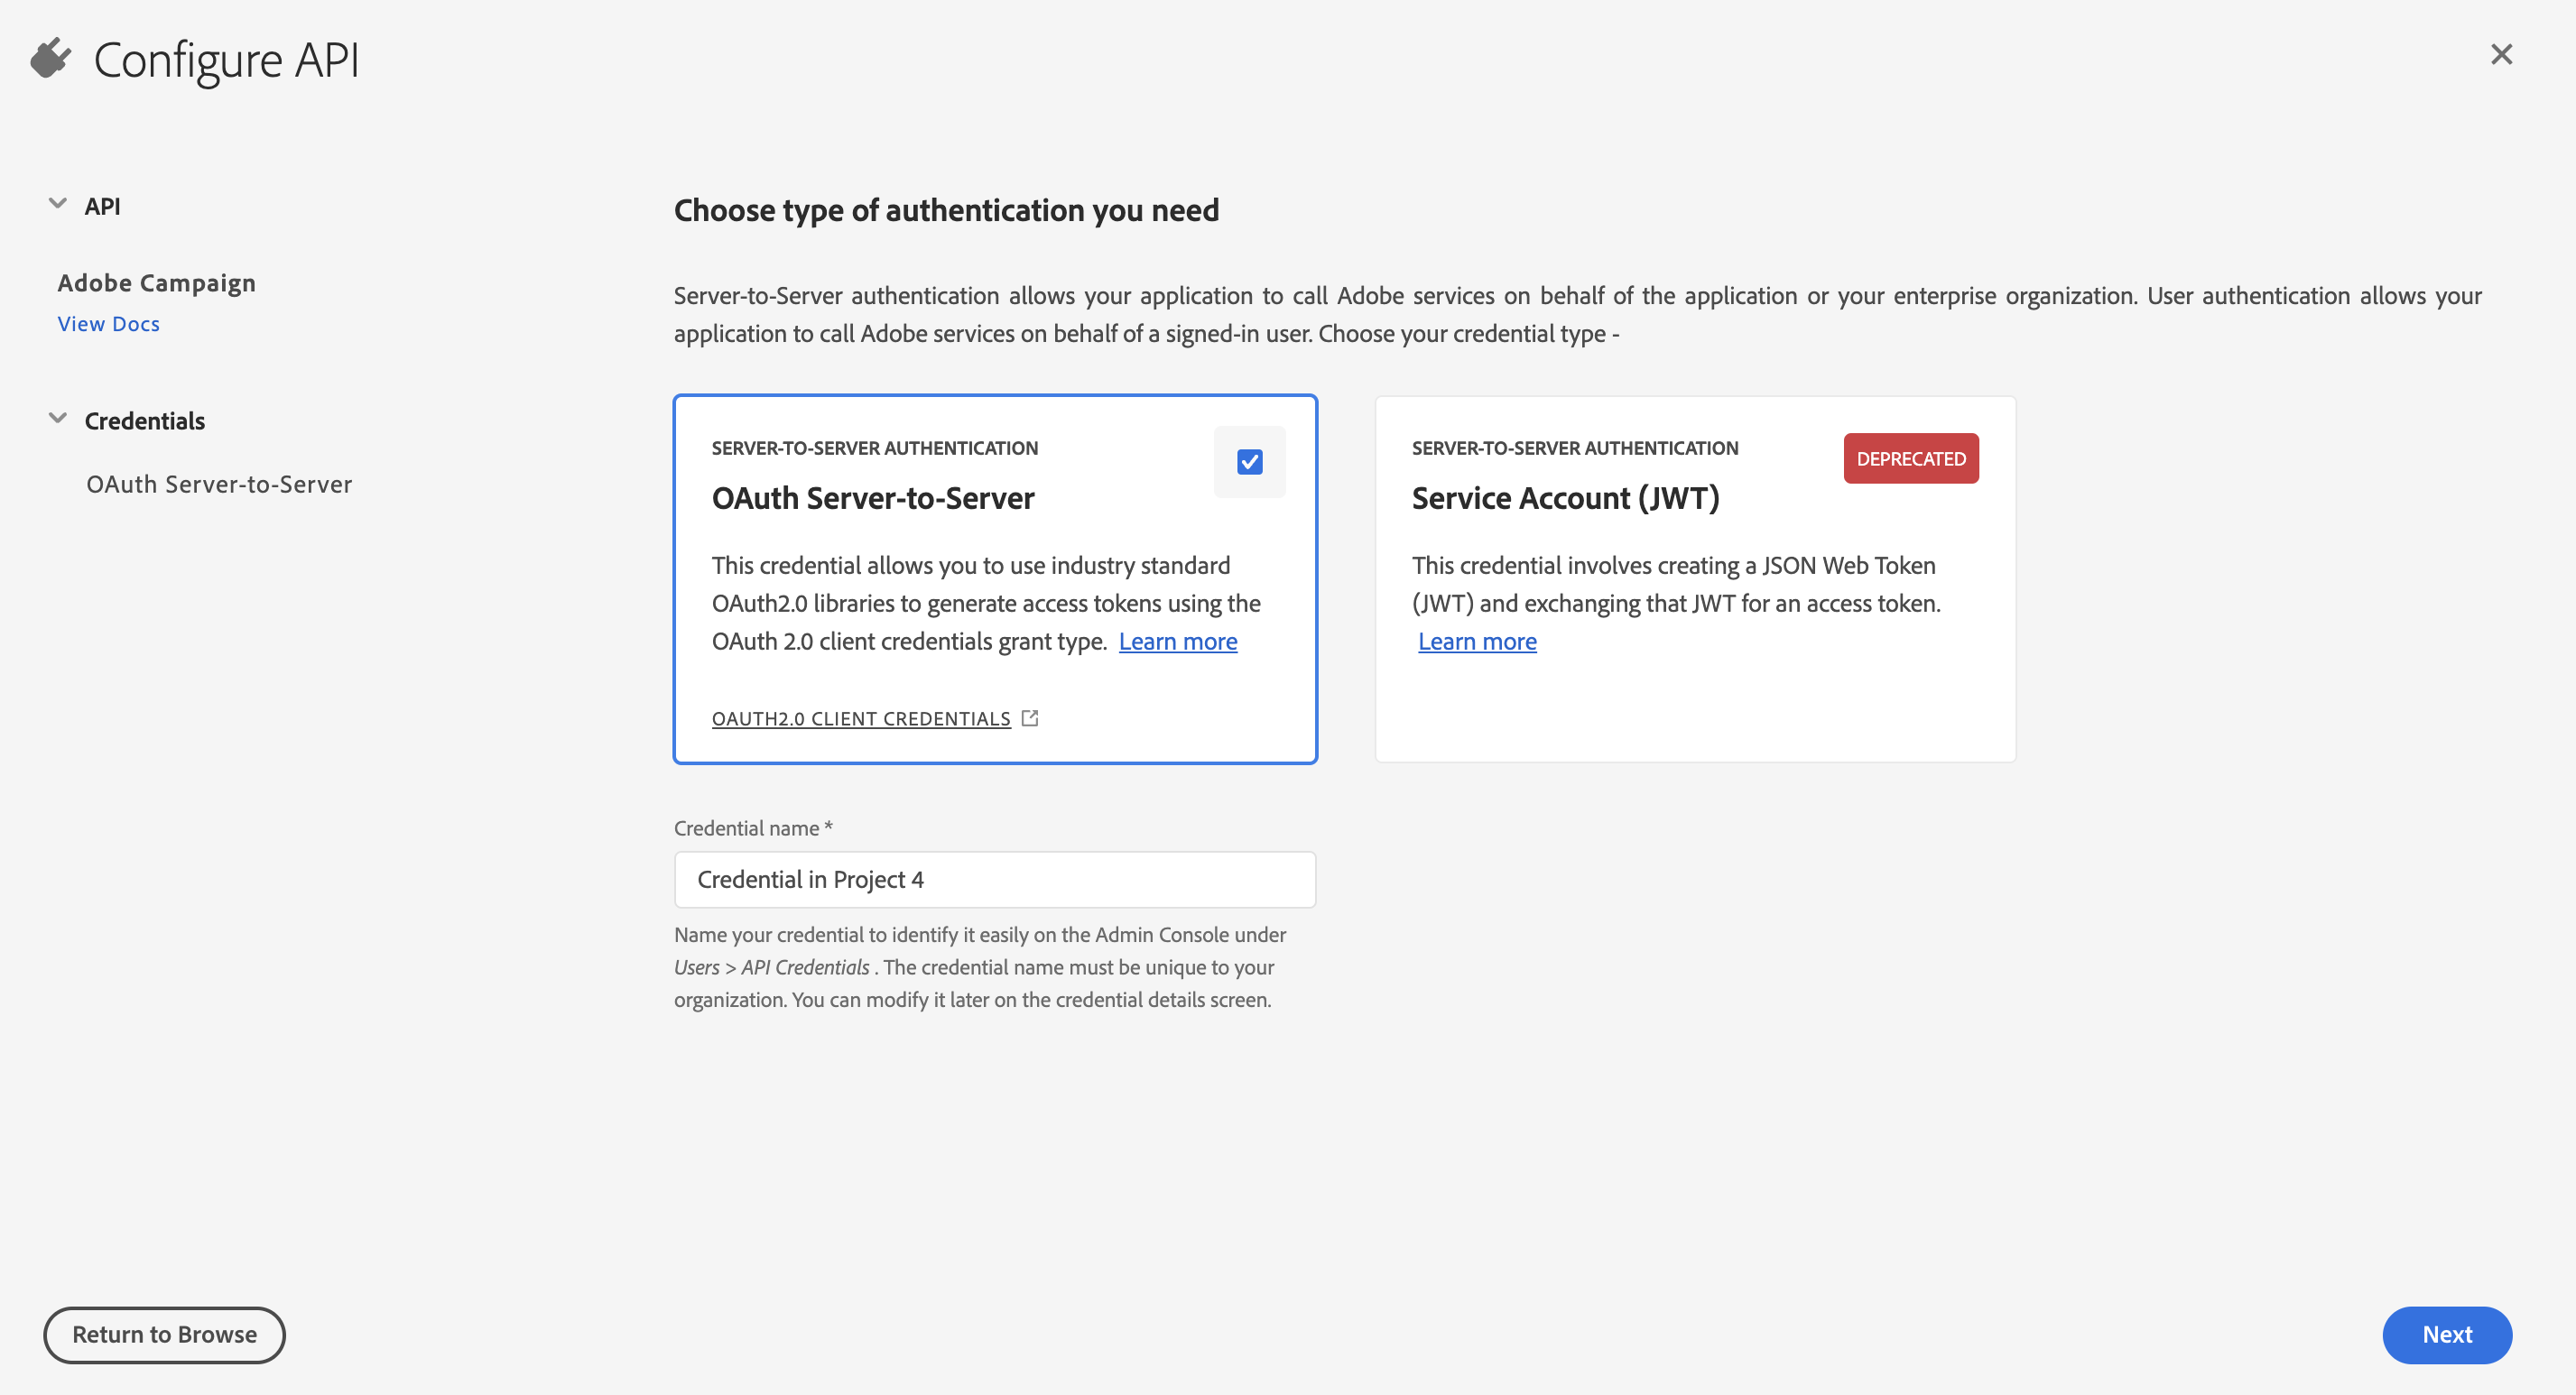 Configure API
API
Adobe Campaign
View Docs
Credentials
OAuth Server-to-Server
Choose type of authentication you need
Server-to-Server authentication allows your application to call Adobe services on behalf of the application or your enterprise organization. User authentication allows your
application to call Adobe services on behalf of a signed-in user. Choose your credential type -
SERVER-TO-SERVER AUTHENTICATION
OAuth Server-to-Server
This credential allows you to use industry standard
OAuth2.0 libraries to generate access tokens using the
OAuth 2.0 client credentials grant type. Learn more
OAUTH2.0 CLIENT CREDENTIALS
SERVER-TO-SERVER AUTHENTICATION
DEPRECATED
Service Account (JWT)
This credential involves creating a JSON Web Token
(JWT) and exchanging that JWT for an access token.
Learn more
Credential name *
Credential in Project 4
Name your credential to identify it easily on the Admin Console under
Users > API Credentials . The credential name must be unique to your
organization. You can modify it later on the credential details screen.
Return to Browse
Next